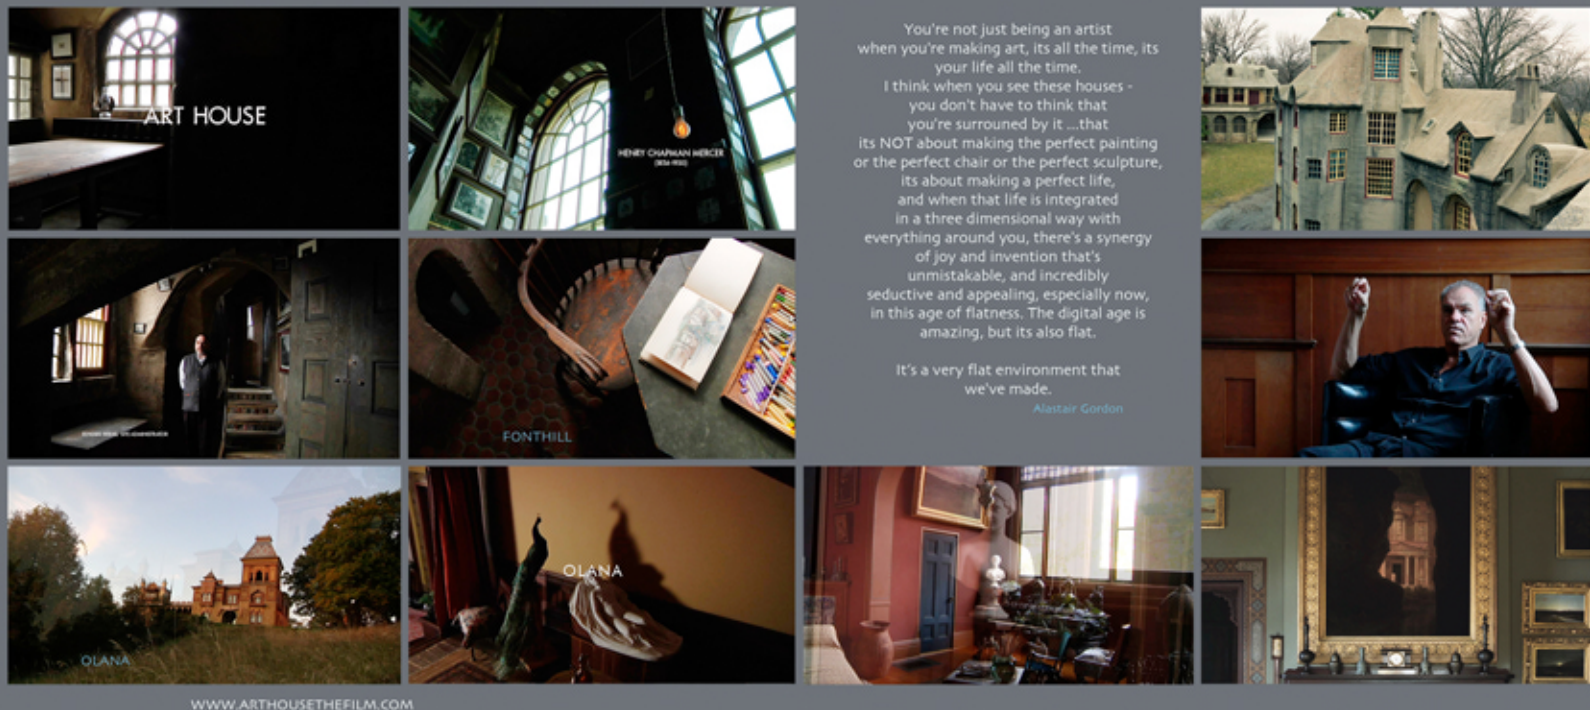 ART HOUSE
HENRY CHAPMAN MERCER
You're not just being an artist
when you're making art, its all the time, its
your life all the time.
I think when you see these houses -
you don't have to think that
you're surrouned by it ...that
its NOT about making the perfect painting
or the perfect chair or the perfect sculpture,
its about making a perfect life,
and when that life is integrated
in a three dimensional way with
everything around you, there's a synergy
of joy and invention that's
unmistakable, and incredibly
seductive and appealing, especially now,
in this age of flatness. The digital age is
amazing, but its also flat.
It's a very flat environment that
we've made.
Alastair Gordon
FONTHILL
OLANA
OLANA
WWW.ARTHOUSETHEFILM.COM